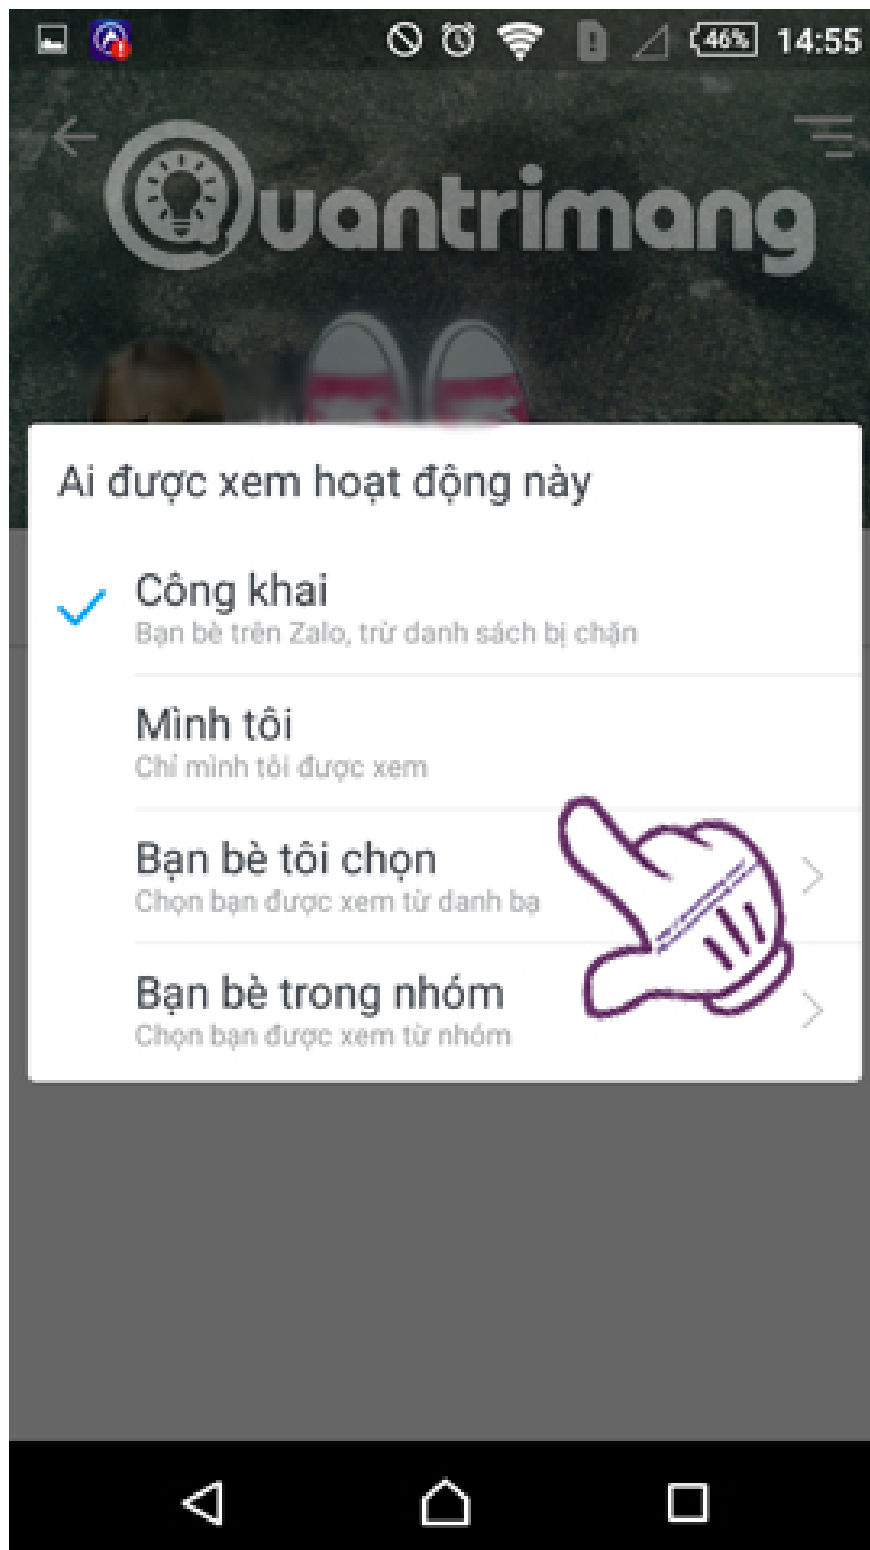 46% 14:55
Quantrimang
Ai được xem hoạt động này
Công khai
Bạn bè trên Zalo, trừ danh sách bị chặn
Mình tôi
Chỉ mình tôi được xem
Bạn bè tôi chọn
Chọn bạn được xem từ danh bạ
Bạn bè trong nhóm
Chọn bạn được xem từ nhóm